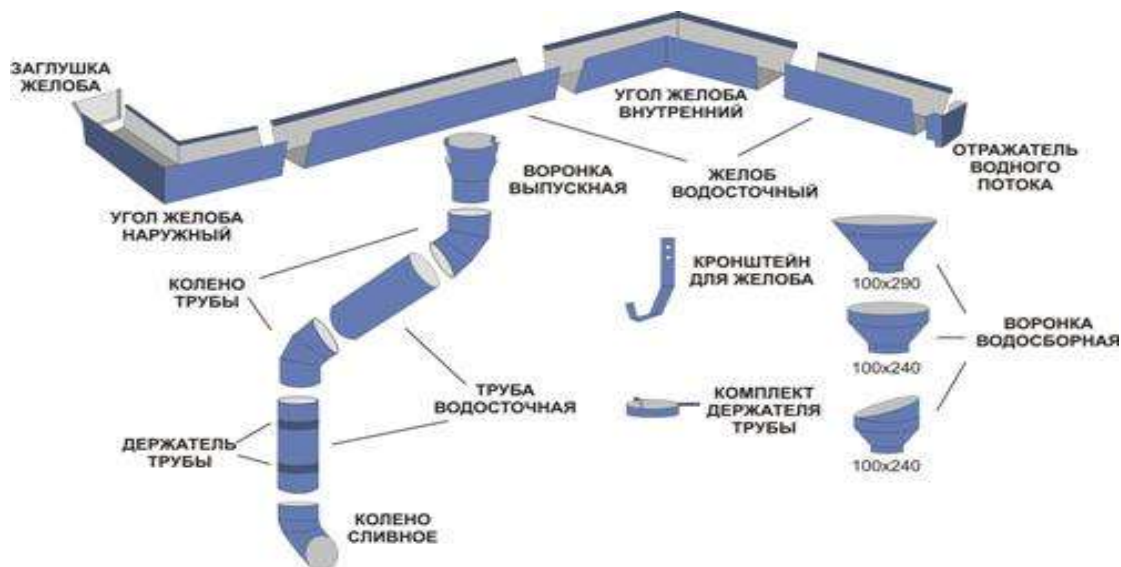 ЗАГЛУШКА
ЖЕЛОБА
УГОЛ ЖЕЛОБА
ВНУТРЕННИЙ
ОТРАЖАТЕЛЬ
ВОДНОГО
ПОТОКА
ВОРОНКА
ВЫПУСКНАЯ
ЖЕЛОБ
ВОДОСТОЧНЫЙ
УГОЛ ЖЕЛОБА
НАРУЖНЫЙ
КОЛЕНО
ТРУБЫ
КРОНШТЕЙН
ДЛЯ ЖЕЛОБА
100x290
ВОРОНКА
ВОДОСБОРНАЯ
100x240
ТРУБА
ВОДОСТОЧНАЯ
КОМПЛЕКТ
ДЕРЖАТЕЛЯ
ТРУБЫ
ДЕРЖАТЕЛЬ
ТРУБЫ
100x240
КОЛЕНО
СЛИВНОЕ